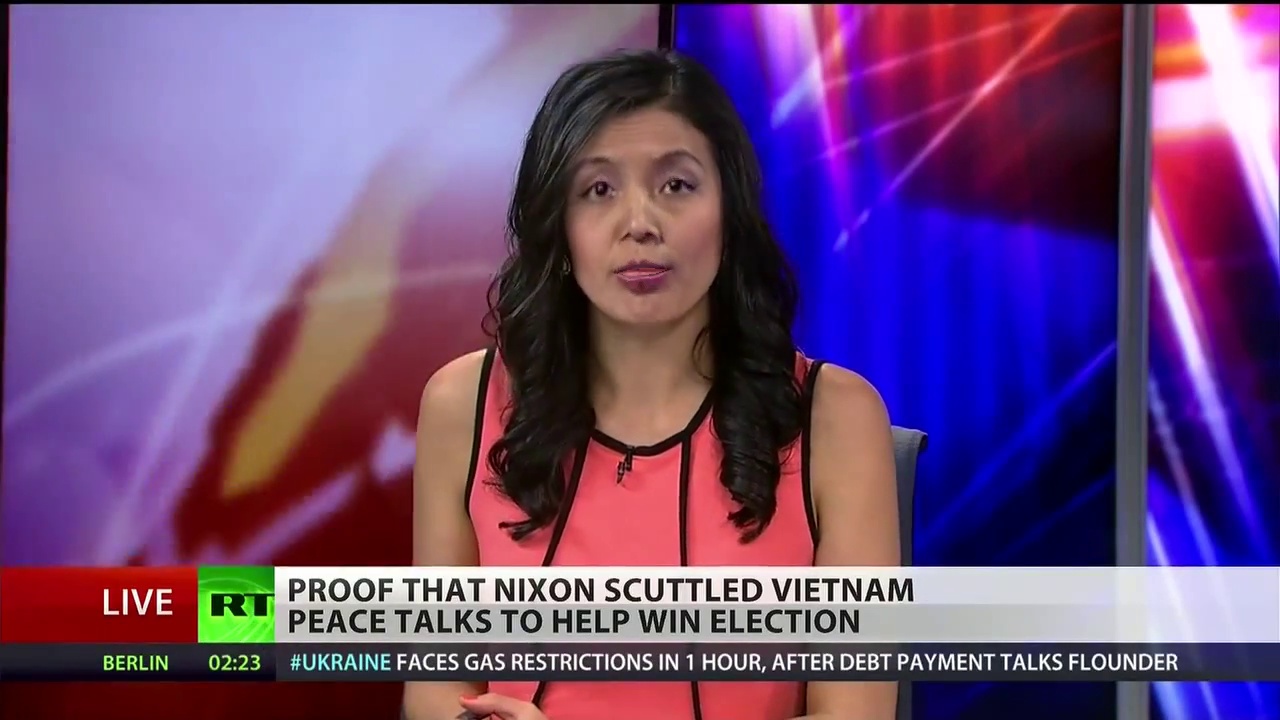 LIVE
RT
PROOF THAT NIXON SCUTTLED VIETNAM
PEACE TALKS TO HELP WIN ELECTION
BERLIN 02:23 #UKRAINE FACES GAS RESTRICTIONS IN 1 HOUR, AFTER DEBT PAYMENT TALKS FLOUNDER